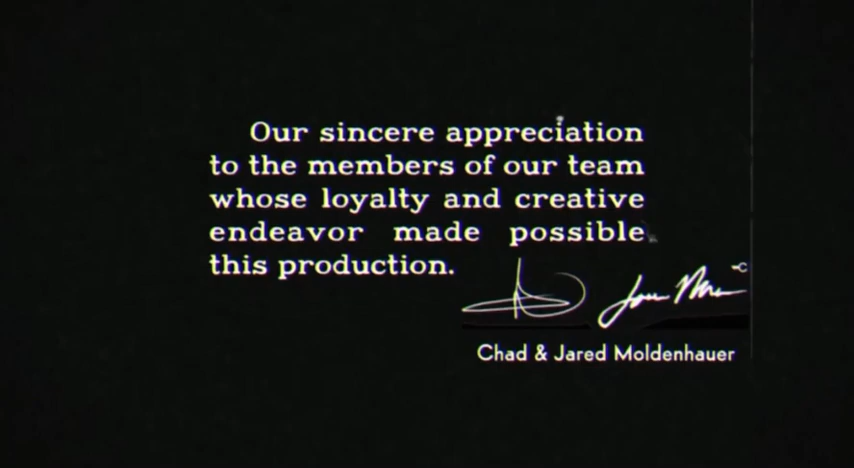 Our sincere appreciation
to the members of our team
whose loyalty and creative
endeavor made possible
this production.
Chad & Jared Moldenhauer